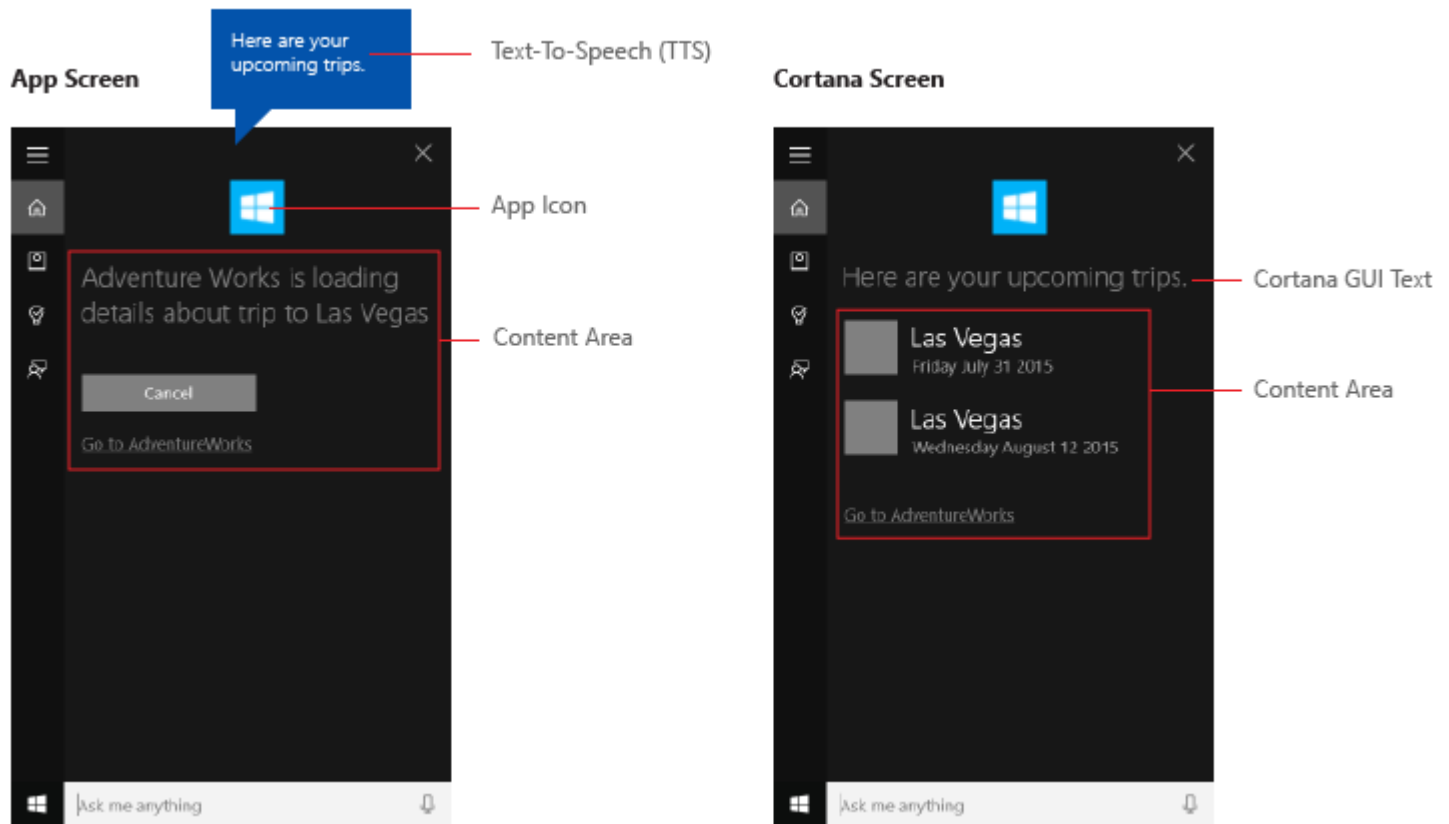 Here are your
upcoming trips.
Text-To-Speech (TTS)
App Screen
App Icon
Adventure Works is loading
details about trip to Las Vegas
Content Area
Cancel
Go to AdventureWorks
Ask me anything
Cortana Screen
Here are your upcoming trips.
Cortana GUI Text
Las Vegas
Friday July 31 2015
Content Area
Las Vegas
Wednesday August 12 2015
Go to AdventureWorks
Ask me anything